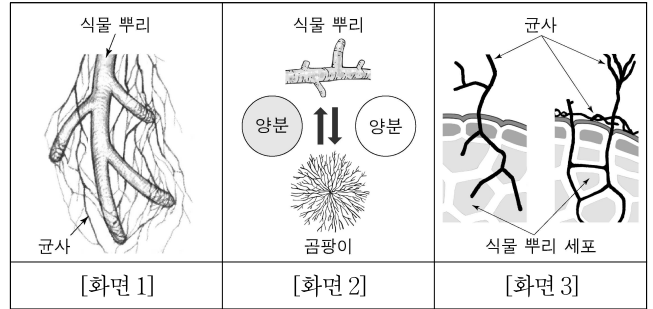 식물 뿌리
균사
[화면 1]
식물 뿌리
양분
양분
곰팡이
[화면 2]
균사
식물 뿌리 세포
[화면 3]